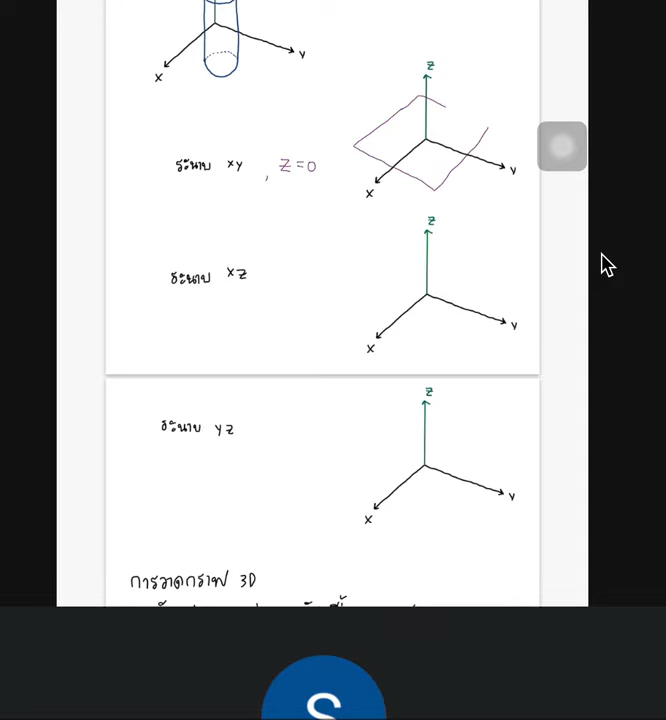 Y
X
Z
ระนาบ XY , Z = 0
Y
X
Z
ระนาบ XZ
Y
X
Z
ระนาบ YZ
Y
X
การวาดกราฟ 3D
S